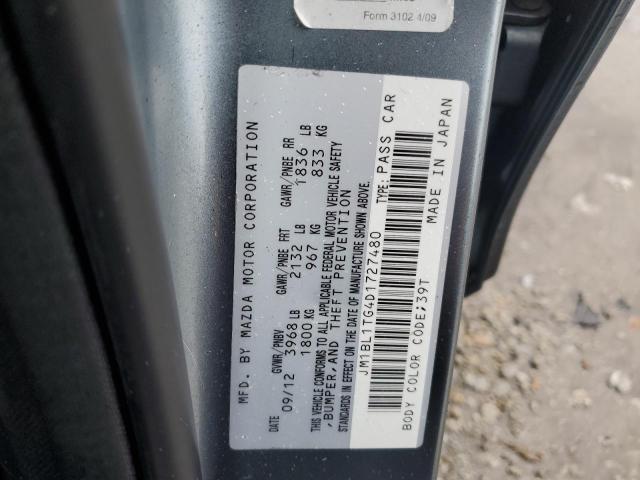 Form 3102 4/09
MFD. BY MAZDA MOTOR CORPORATION
DATE GVWR/PNBV GAWR/PNBE FRT GAWR/PNBE RR
09/12 3968 LB 2132 LB 1836 LB
1800 KG 967 KG 833 KG
THIS VEHICLE CONFORMS TO ALL APPLICABLE FEDERAL MOTOR VEHICLE SAFETY
,BUMPER,AND THEFT PREVENTION
STANDARDS IN EFFECT ON THE DATE OF MANUFACTURE SHOWN ABOVE.
JM1BL1TG4D1727480 TYPE: PASS CAR
BODY COLOR CODE;39T MADE IN JAPAN